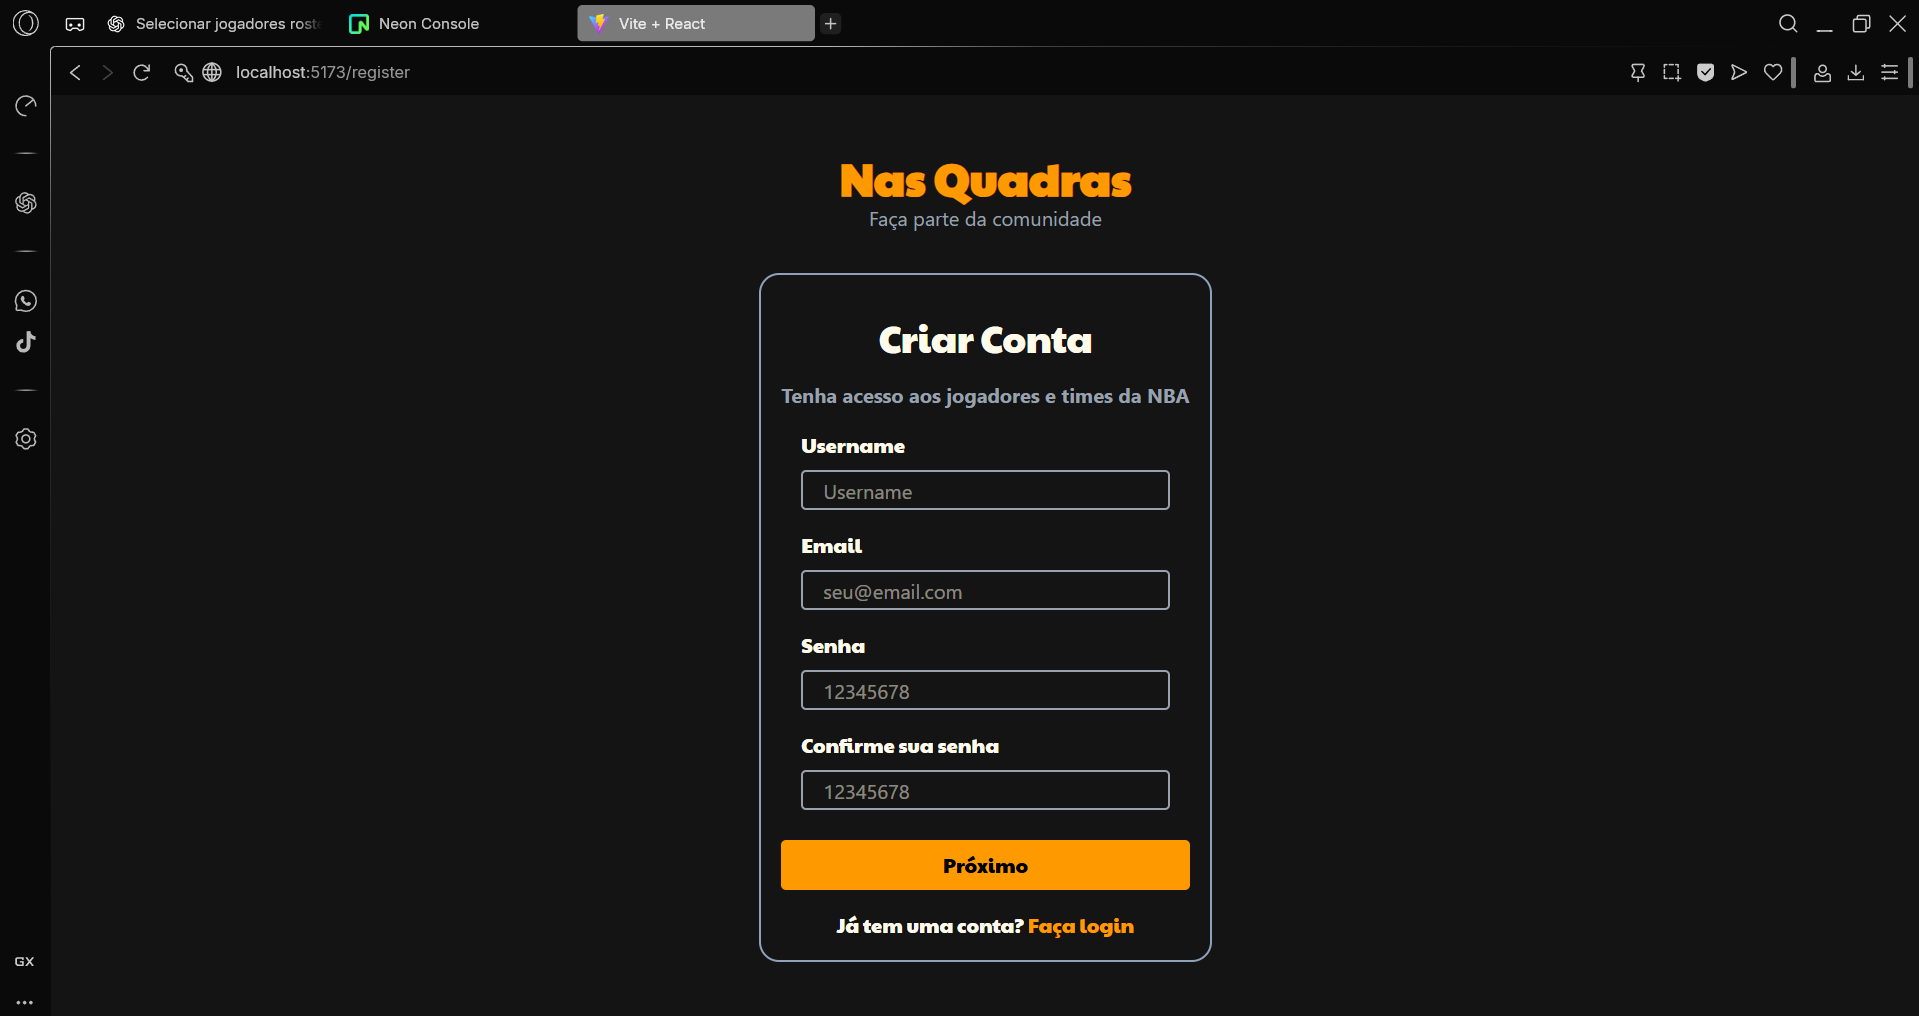 Selecionar jogadores rost
Neon Console
Vite + React
localhost:5173/register
Nas Quadras
Faça parte da comunidade
Criar Conta
Tenha acesso aos jogadores e times da NBA
Username
Username
Email
seu@email.com
Senha
12345678
Confirme sua senha
12345678
Próximo
Já tem uma conta? Faça login
GX